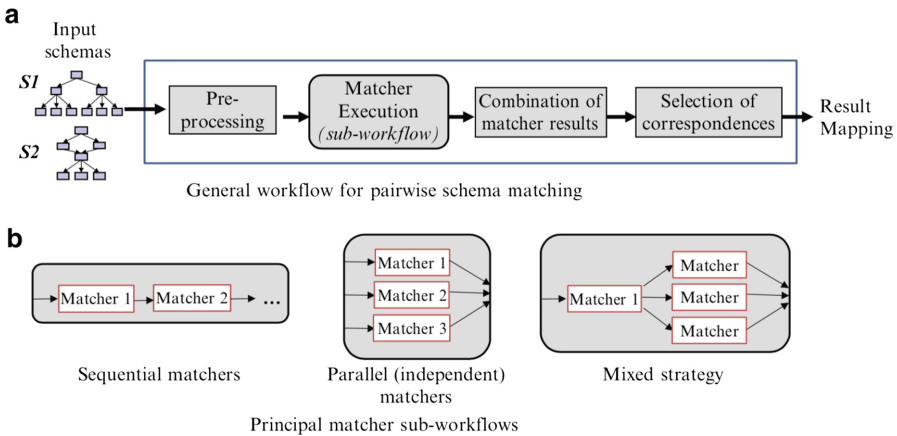 a
Input
schemas
S1
S2
Pre-
processing
Matcher
Execution
(sub-workflow)
Combination of
matcher results
Selection of
correspondences
Result
Mapping
General workflow for pairwise schema matching
b
Matcher 1
Matcher 2
...
Sequential matchers
Matcher 1
Matcher 2
Matcher 3
Parallel (independent)
matchers
Matcher 1
Matcher
Matcher
Matcher
Mixed strategy
Principal matcher sub-workflows